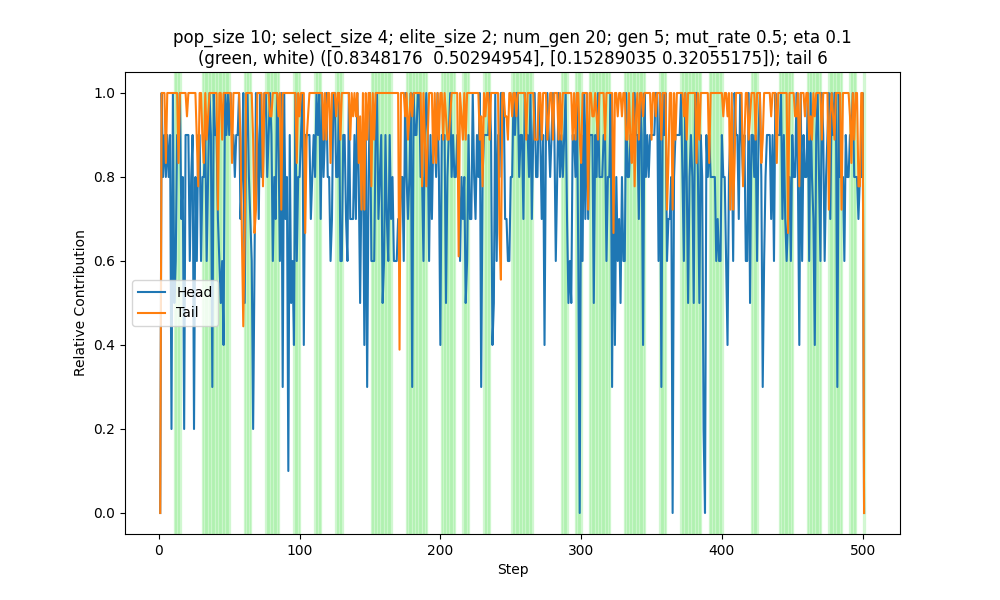 pop_size 10; select_size 4; elite_size 2; num_gen 20; gen 5; mut_rate 0.5; eta 0.1
(green, white) ([0.8348176  0.50294954], [0.15289035 0.32055175]); tail 6
1.0
0.8
0.6
0.4
0.2
0.0
Relative Contribution
Head
Tail
0
100
200
300
400
500
Step